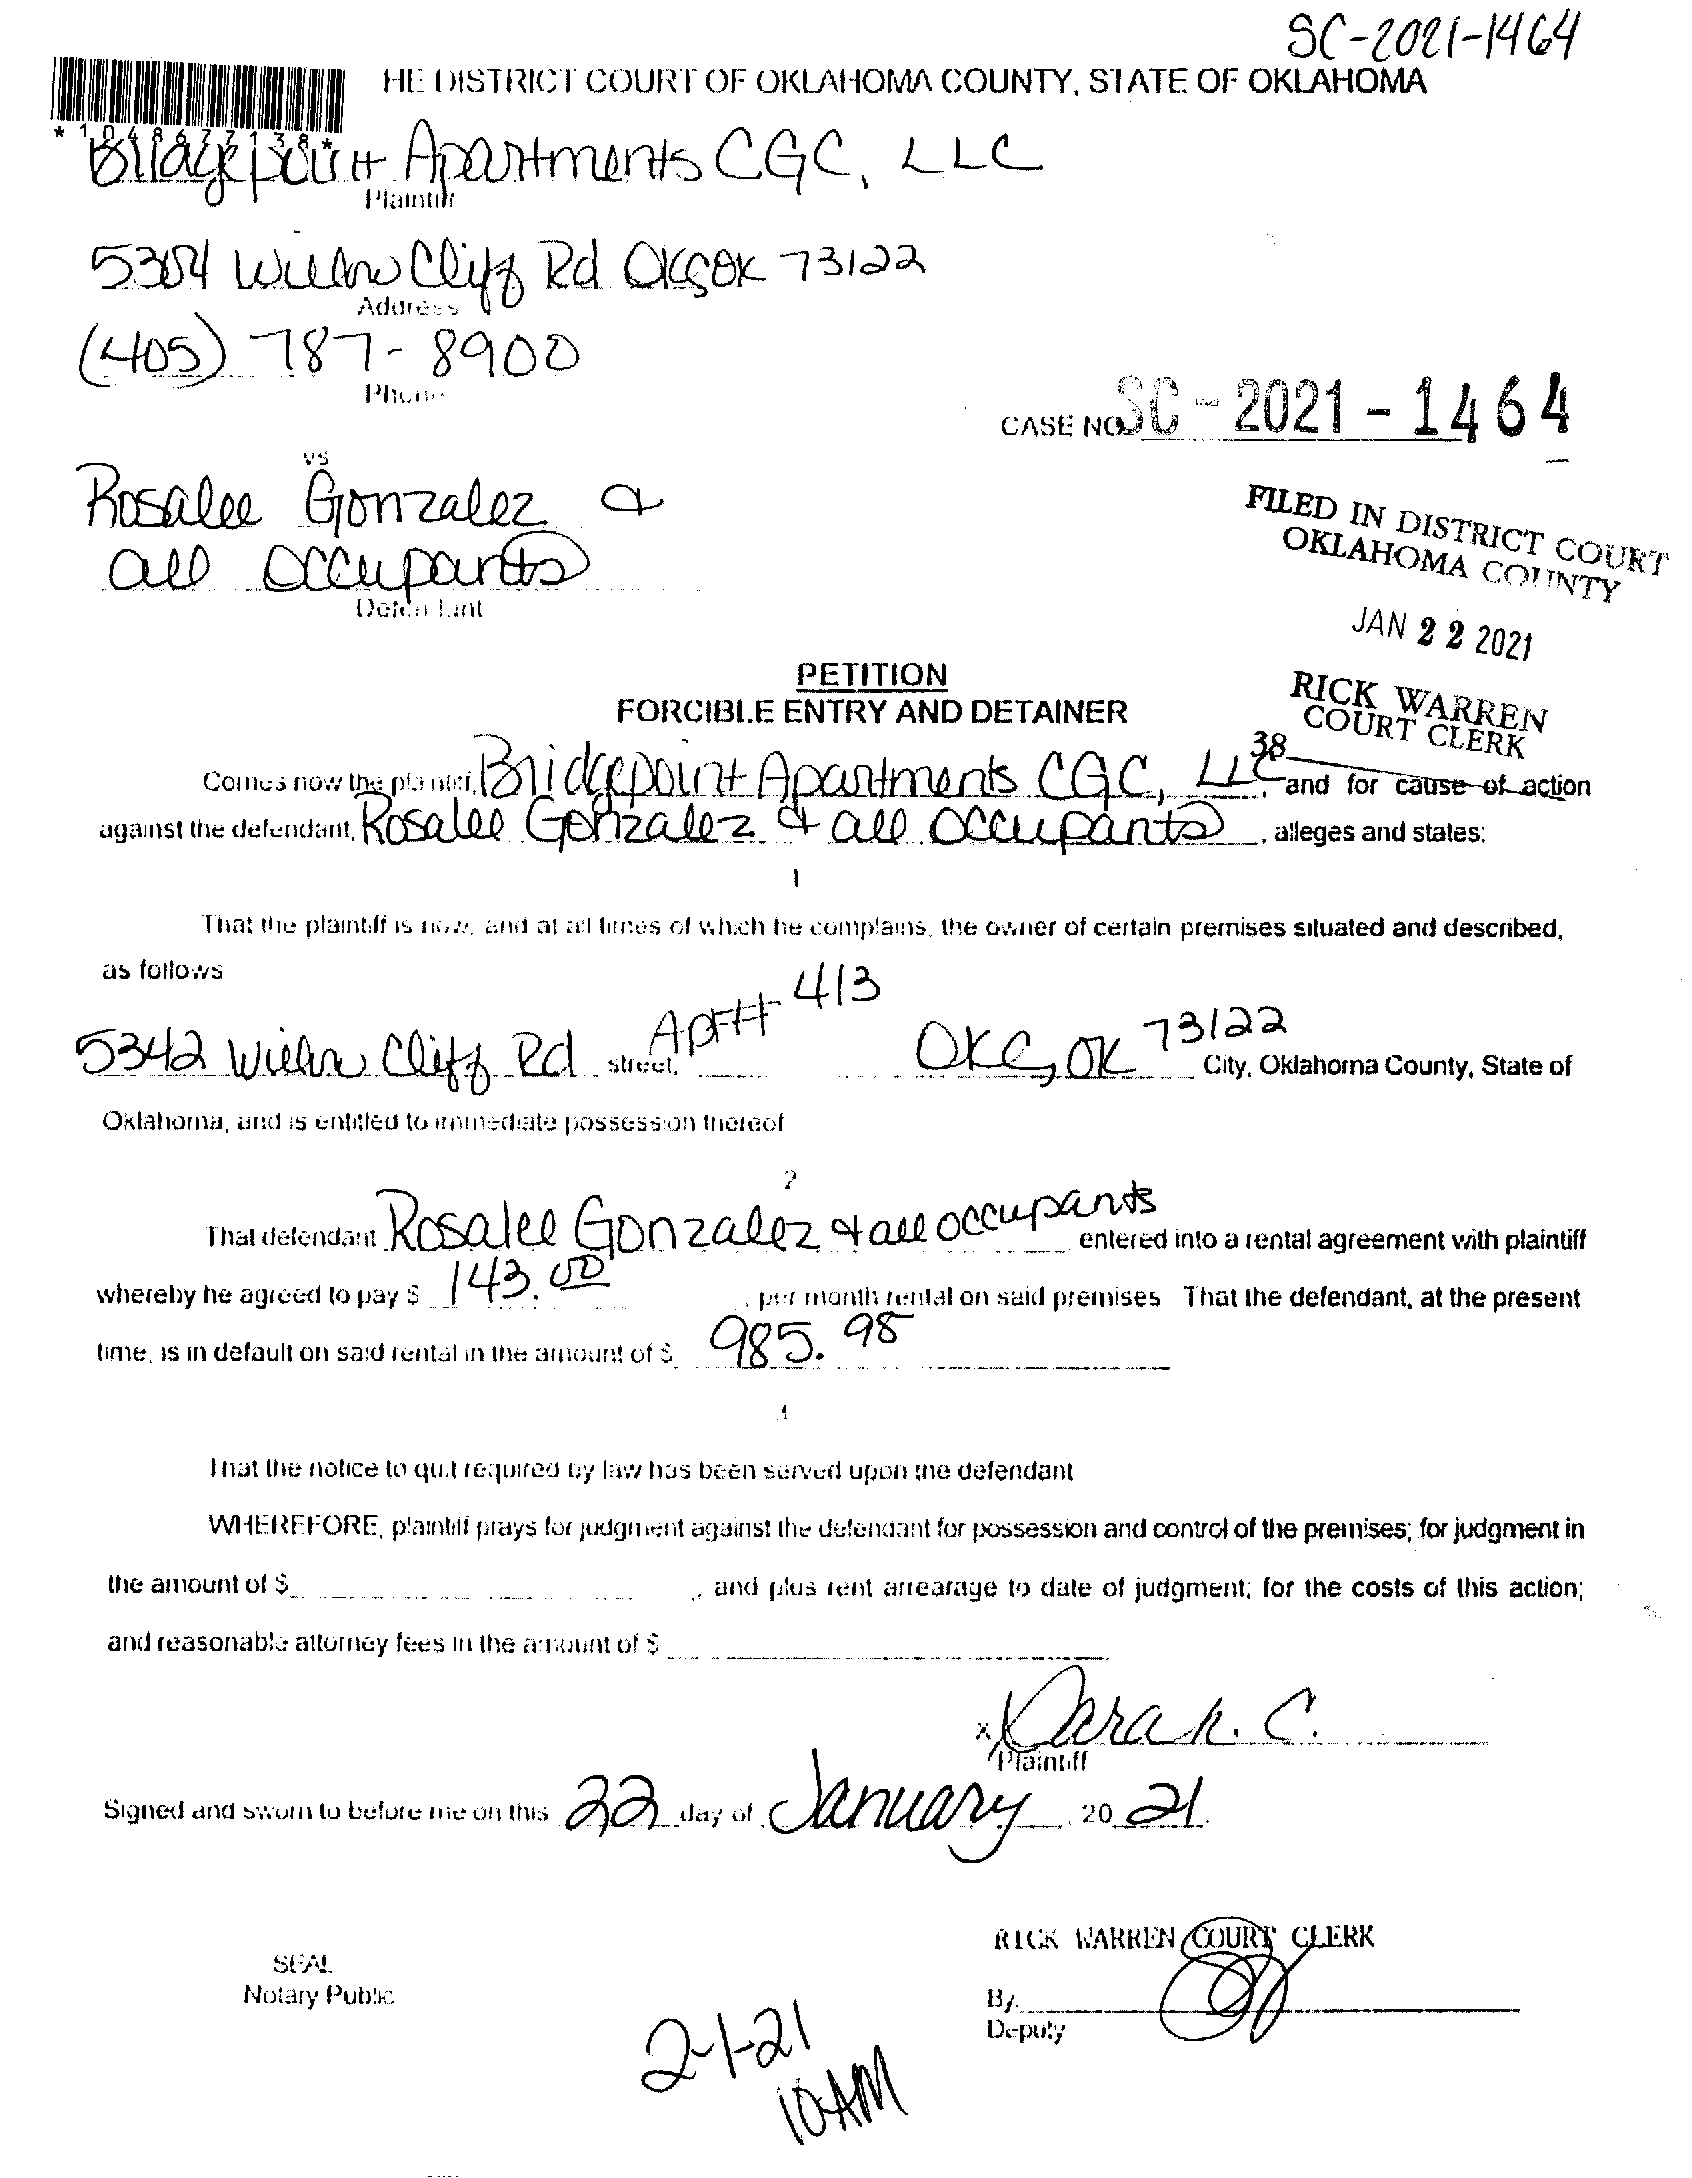 SC-2021-1464
HE DISTRICT COURT OF OKLAHOMA COUNTY, STATE OF OKLAHOMA
*1048677138*
Bridgepoint Apartments CGC, LLC
Plaintiff
5304 Willow Cliff Rd OKC OK 73122
Address
(405) 787-8900
Phone
CASE NO. SC-2021-1464
vs
Rosalee Gonzalez &
all occupants
Defendant
FILED IN DISTRICT COURT
OKLAHOMA COUNTY
JAN 22 2021
RICK WARREN
COURT CLERK
38
PETITION
FORCIBLE ENTRY AND DETAINER
Comes now the plaintiff, Bridgepoint Apartments CGC, LLC, and for cause of action
against the defendant, Rosalee Gonzalez & all occupants, alleges and states:
1
That the plaintiff is now, and at all times of which he complains, the owner of certain premises situated and described,
as follows
5342 Willow Cliff Rd street, Apt# 413 OKC, OK 73122 City, Oklahoma County, State of
Oklahoma, and is entitled to immediate possession thereof
2
That defendant Rosalee Gonzalez & all occupants entered into a rental agreement with plaintiff
whereby he agreed to pay $ 143.00, per month rental on said premises That the defendant, at the present
time, is in default on said rental in the amount of $ 985.98
4
That the notice to quit required by law has been served upon the defendant
WHEREFORE, plaintiff prays for judgment against the defendant for possession and control of the premises; for judgment in
the amount of $, and plus rent arrearage to date of judgment; for the costs of this action;
and reasonable attorney fees in the amount of $
x Karah. C.
Plaintiff
Signed and sworn to before me on this 22 day of January, 20 21.
RICK WARREN COURT CLERK
SEAL
Notary Public
By
Deputy
2-1-21
10AM